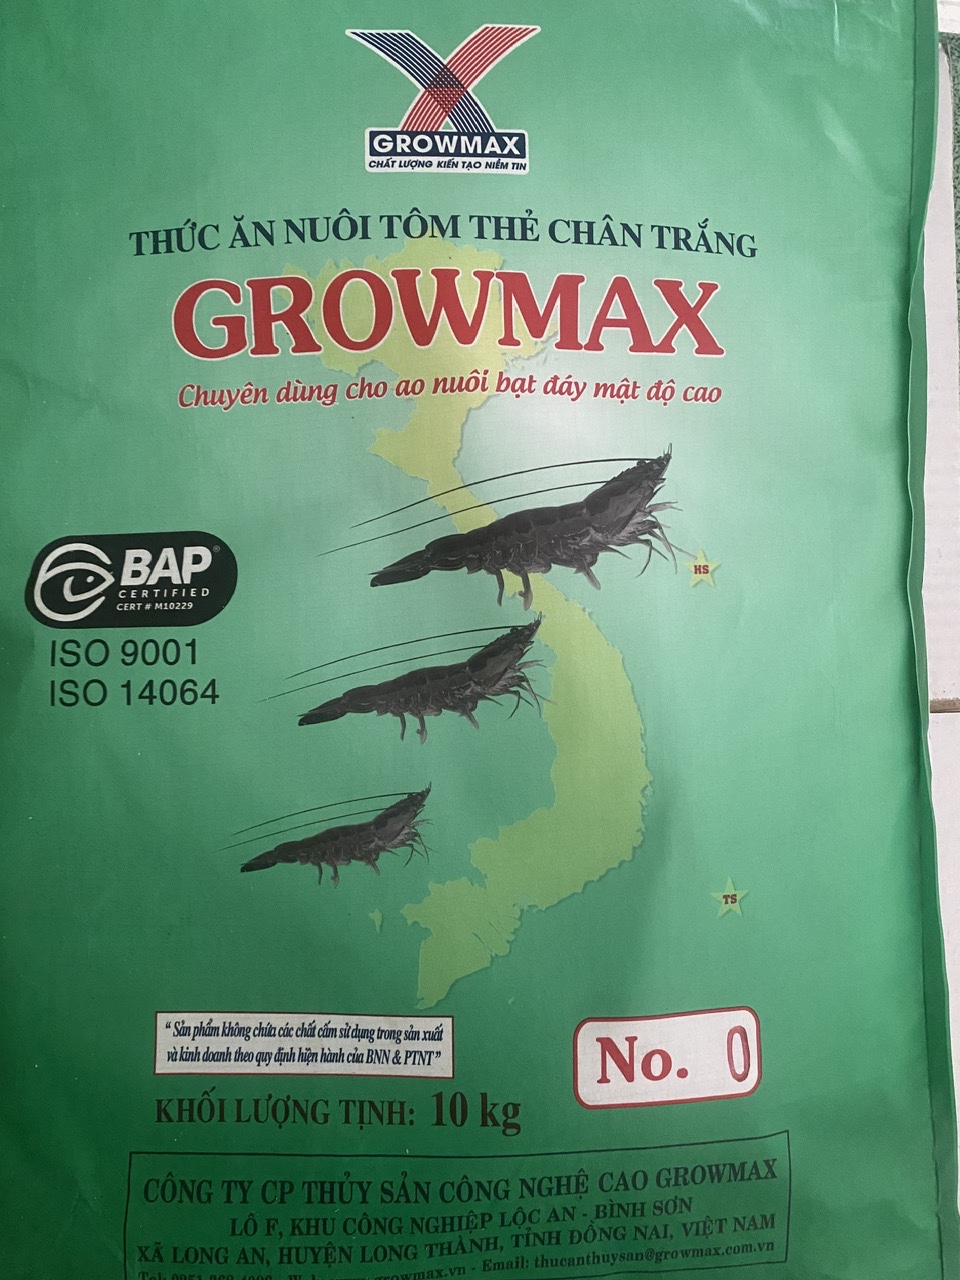 GROWMAX
CHẤT LƯỢNG KIẾN TẠO NIỀM TIN
THỨC ĂN NUÔI TÔM THẺ CHÂN TRẮNG
GROWMAX
Chuyên dùng cho ao nuôi bạt đáy mật độ cao
HS
BAP®
CERTIFIED
CERT # M10229
ISO 9001
ISO 14064
TS
“ Sản phẩm không chứa các chất cấm sử dụng trong sản xuất
và kinh doanh theo quy định hiện hành của BNN & PTNT”
No. 0
KHỐI LƯỢNG TỊNH: 10 kg
CÔNG TY CP THỦY SẢN CÔNG NGHỆ CAO GROWMAX
LÔ F, KHU CÔNG NGHIỆP LỘC AN - BÌNH SƠN
XÃ LONG AN, HUYỆN LONG THÀNH, TỈNH ĐỒNG NAI, VIỆT NAM
Email: thucanthuysan@growmax.com.vn